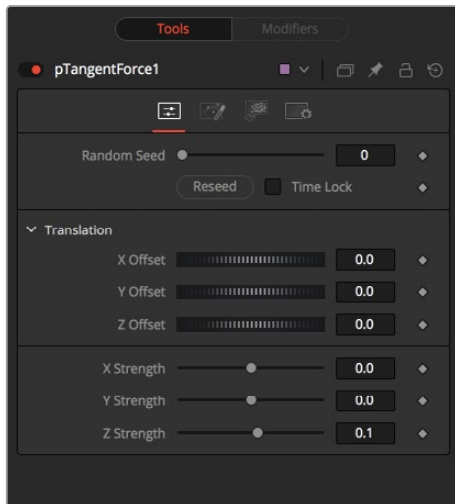 Tools Modifiers
pTangentForce1
Random Seed 0
Reseed Time Lock
Translation
X Offset 0.0
Y Offset 0.0
Z Offset 0.0
X Strength 0.0
Y Strength 0.0
Z Strength 0.1